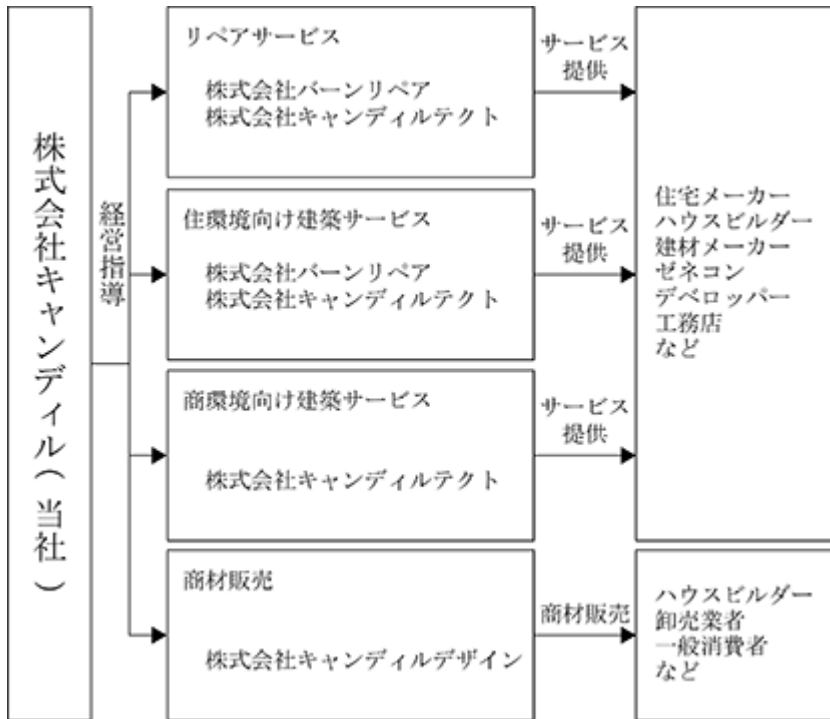 株式会社キャンディル(当社)
経営指導
リペアサービス
株式会社バーンリペア
株式会社キャンディルテクト
サービス
提供
住環境向け建築サービス
株式会社バーンリペア
株式会社キャンディルテクト
サービス
提供
商環境向け建築サービス
株式会社キャンディルテクト
サービス
提供
住宅メーカー
ハウスビルダー
建材メーカー
ゼネコン
デベロッパー
工務店
など
商材販売
株式会社キャンディルデザイン
商材販売
ハウスビルダー
卸売業者
一般消費者
など